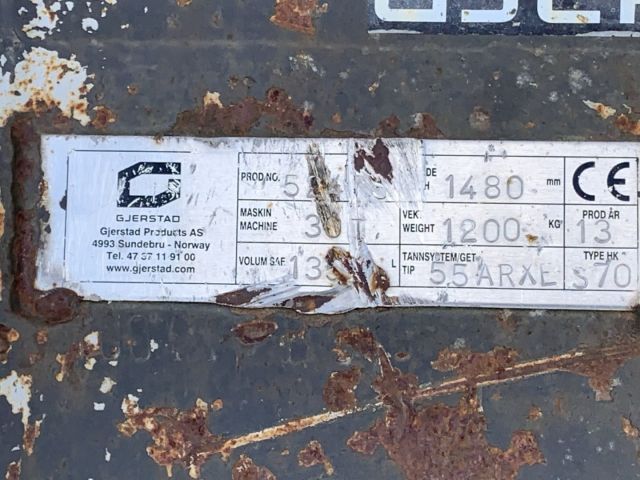 GJERSTAD
Gjerstad Products AS
4993 Sundebru - Norway
Tel. 47 37 11 91 00
www.gjerstad.com
PROD.NO.
1480 mm
MASKIN
MACHINE
VEKT
WEIGHT 1200 KG
VOLUM SAE
TANNSYSTEM/GET.
TIP 55ARXE
CE
PROD ÅR
13
TYPE HK
S70